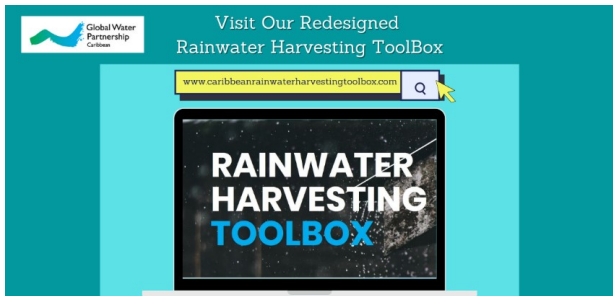 Global Water
Partnership
Caribbean
Visit Our Redesigned
Rainwater Harvesting ToolBox
www.caribbeanrainwaterharvestingtoolbox.com
RAINWATER
HARVESTING
TOOLBOX